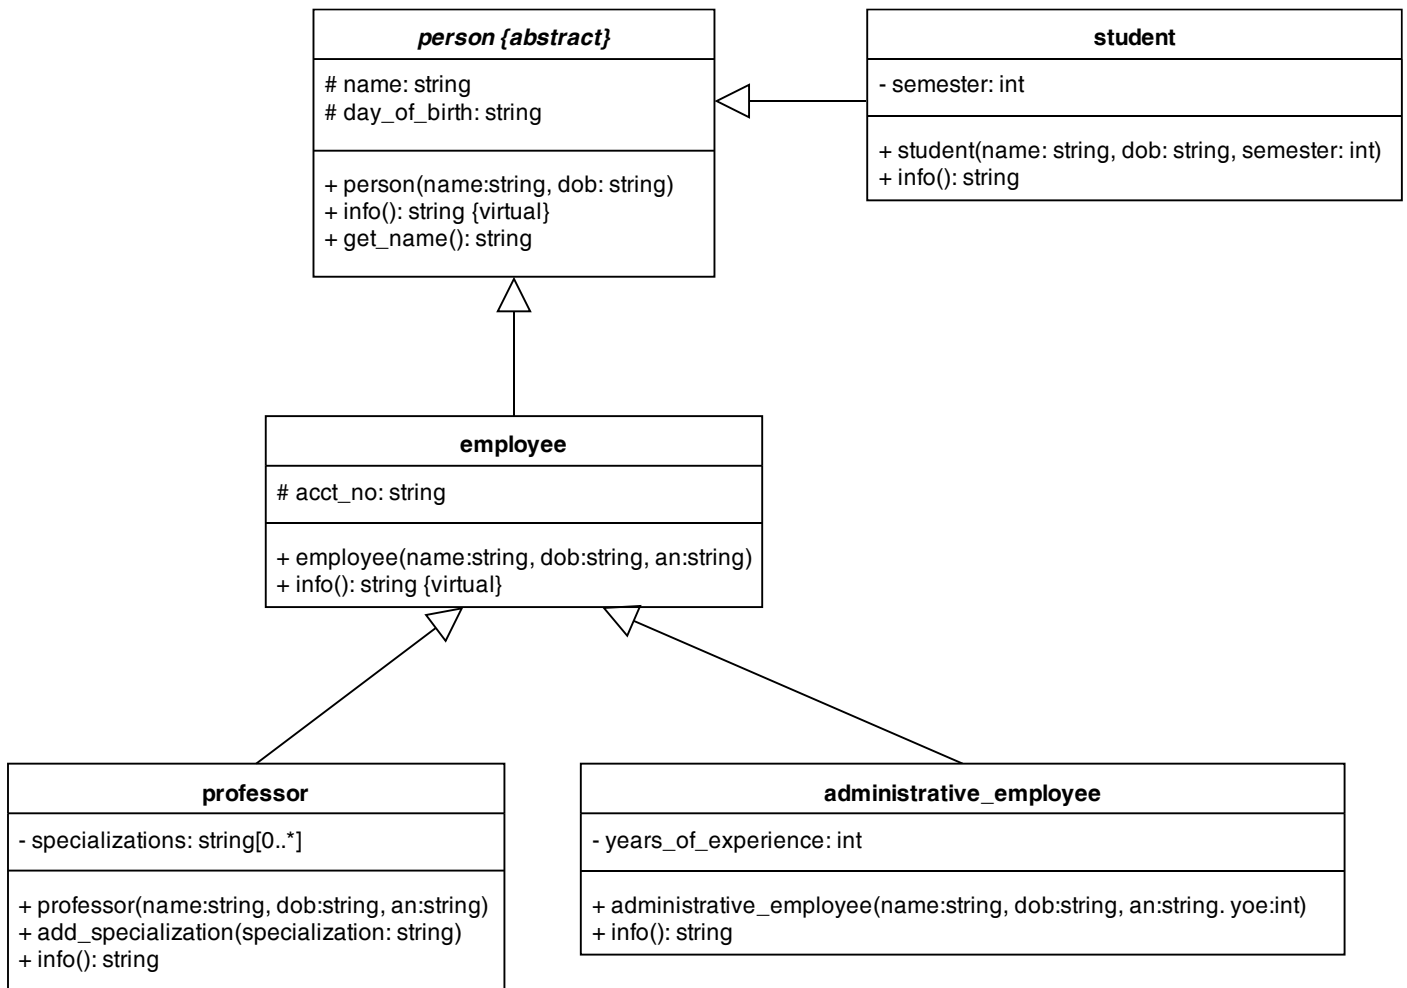 person {abstract}
# name: string
# day_of_birth: string
+ person(name:string, dob: string)
+ info(): string {virtual}
+ get_name(): string
student
- semester: int
+ student(name: string, dob: string, semester: int)
+ info(): string
employee
# acct_no: string
+ employee(name:string, dob:string, an:string)
+ info(): string {virtual}
professor
- specializations: string[0..*]
+ professor(name:string, dob:string, an:string)
+ add_specialization(specialization: string)
+ info(): string
administrative_employee
- years_of_experience: int
+ administrative_employee(name:string, dob:string, an:string. yoe:int)
+ info(): string